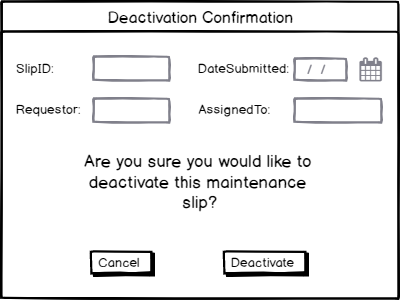 Deactivation Confirmation
SlipID: DateSubmitted: / /
Requestor: AssignedTo:
Are you sure you would like to
deactivate this maintenance
slip?
Cancel Deactivate